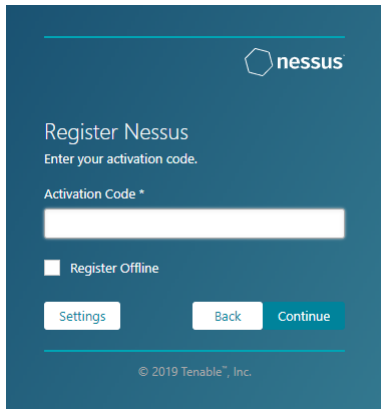 nessus
Register Nessus
Enter your activation code.
Activation Code *
Register Offline
Settings Back Continue
© 2019 Tenable™, Inc.